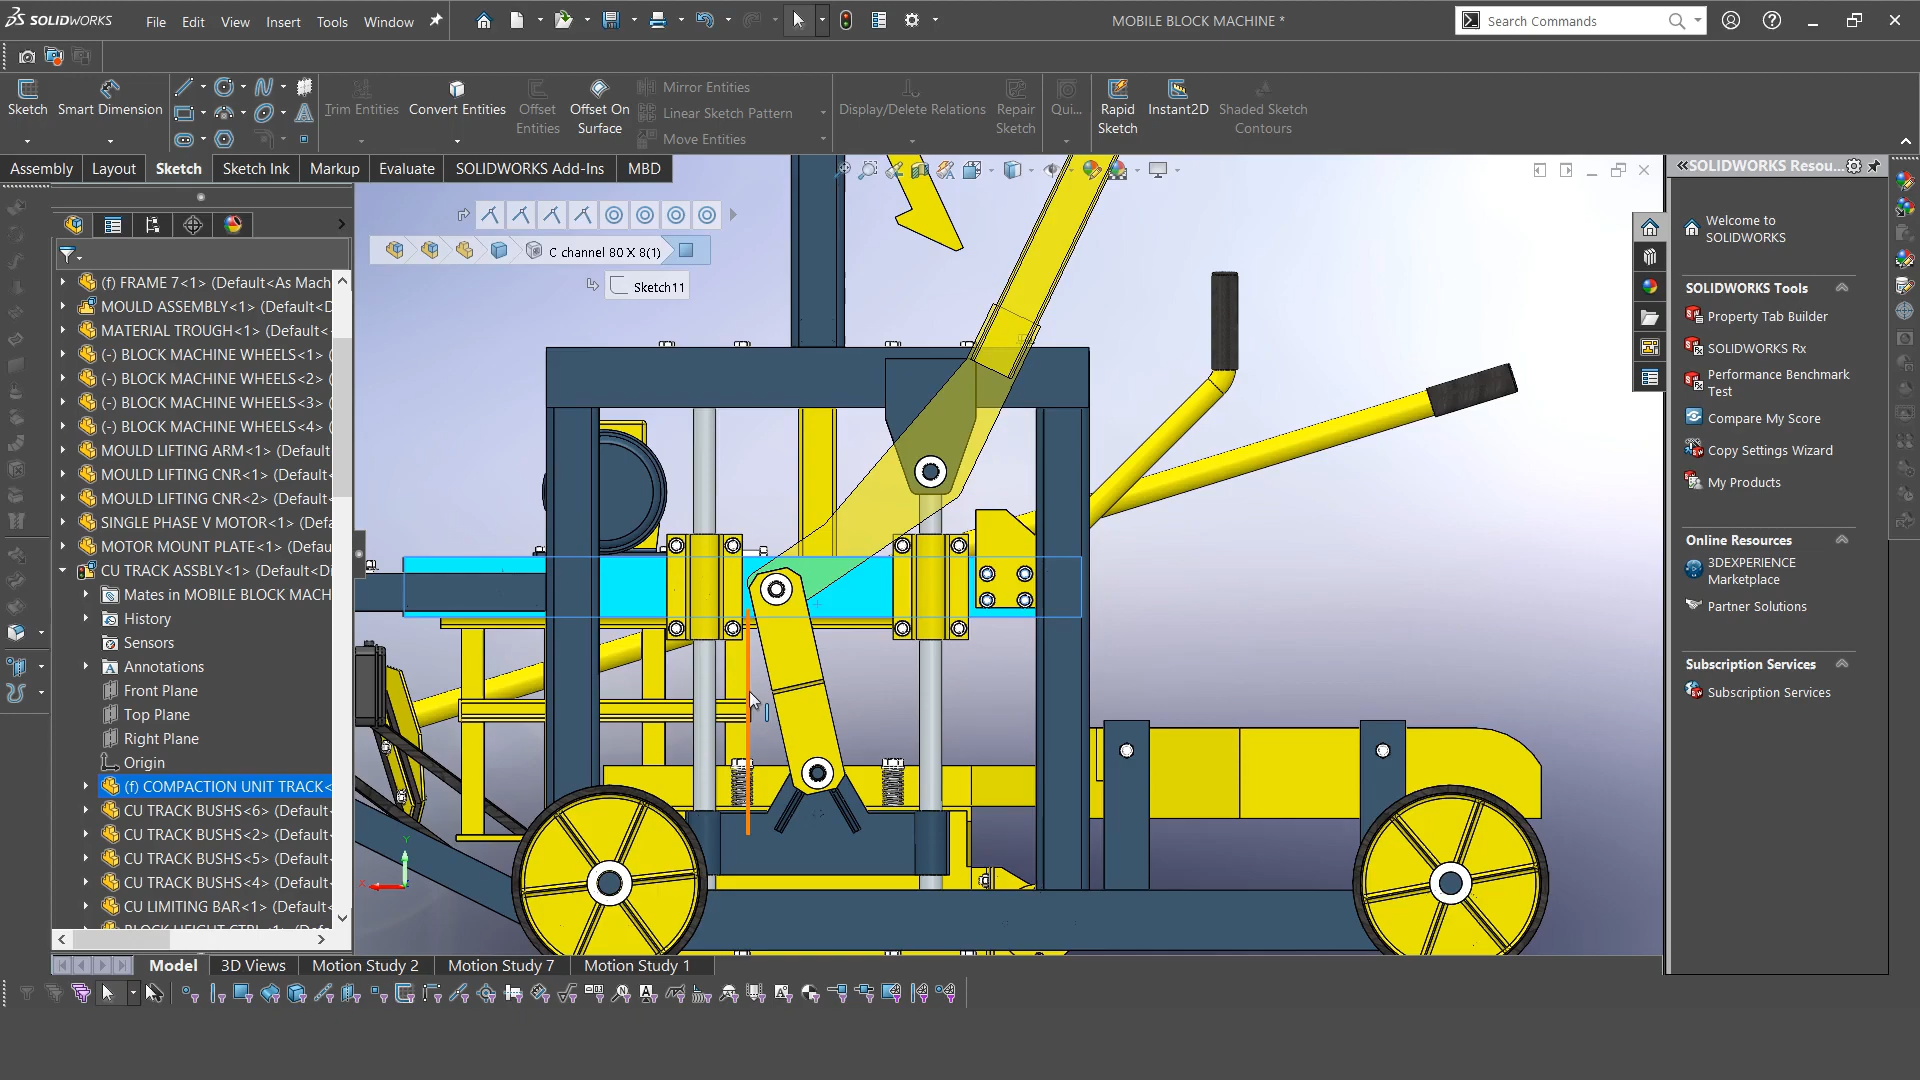 SOLIDWORKS
File Edit View Insert Tools Window
MOBILE BLOCK MACHINE *
Search Commands
Sketch
Smart Dimension
Trim Entities
Convert Entities
Offset
Entities
Offset On
Surface
Mirror Entities
Linear Sketch Pattern
Move Entities
Display/Delete Relations
Repair
Sketch
Qui...
Rapid
Sketch
Instant2D
Shaded Sketch
Contours
Assembly Layout Sketch Sketch Ink Markup Evaluate SOLIDWORKS Add-Ins MBD
C channel 80 X 8(1)
Sketch11
(f) FRAME 7<1> (Default<As Mach
MOULD ASSEMBLY<1> (Default<D
MATERIAL TROUGH<1> (Default<
(-) BLOCK MACHINE WHEELS<1> (
(-) BLOCK MACHINE WHEELS<2> (
(-) BLOCK MACHINE WHEELS<3> (
(-) BLOCK MACHINE WHEELS<4> (
MOULD LIFTING ARM<1> (Default
MOULD LIFTING CNR<1> (Default
MOULD LIFTING CNR<2> (Default
SINGLE PHASE V MOTOR<1> (Defa
MOTOR MOUNT PLATE<1> (Defau
CU TRACK ASSBLY<1> (Default<Di
Mates in MOBILE BLOCK MACH
History
Sensors
Annotations
Front Plane
Top Plane
Right Plane
Origin
(f) COMPACTION UNIT TRACK<
CU TRACK BUSHS<6> (Default
CU TRACK BUSHS<2> (Default
CU TRACK BUSHS<5> (Default
CU TRACK BUSHS<4> (Default
CU LIMITING BAR<1> (Default<
BLOCK HEIGHT CTRL<1> (Defa
Model 3D Views Motion Study 2 Motion Study 7 Motion Study 1
SOLIDWORKS Resou...
Welcome to
SOLIDWORKS
SOLIDWORKS Tools
Property Tab Builder
SOLIDWORKS Rx
Performance Benchmark
Test
Compare My Score
Copy Settings Wizard
My Products
Online Resources
3DEXPERIENCE
Marketplace
Partner Solutions
Subscription Services
Subscription Services